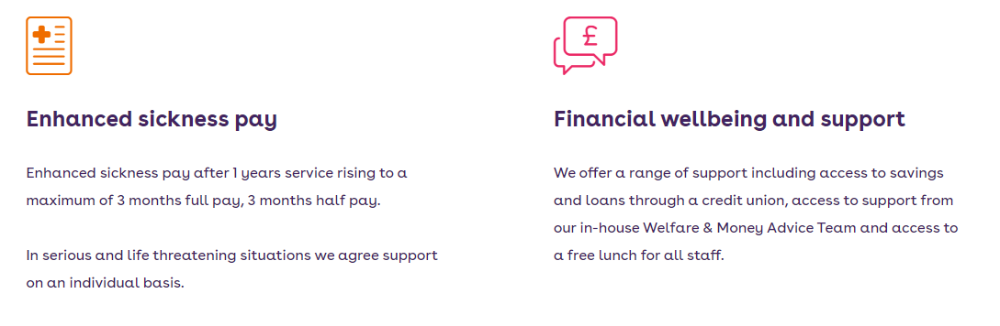 £
Enhanced sickness pay
Enhanced sickness pay after 1 years service rising to a
maximum of 3 months full pay, 3 months half pay.
In serious and life threatening situations we agree support
on an individual basis.
Financial wellbeing and support
We offer a range of support including access to savings
and loans through a credit union, access to support from
our in-house Welfare & Money Advice Team and access to
a free lunch for all staff.